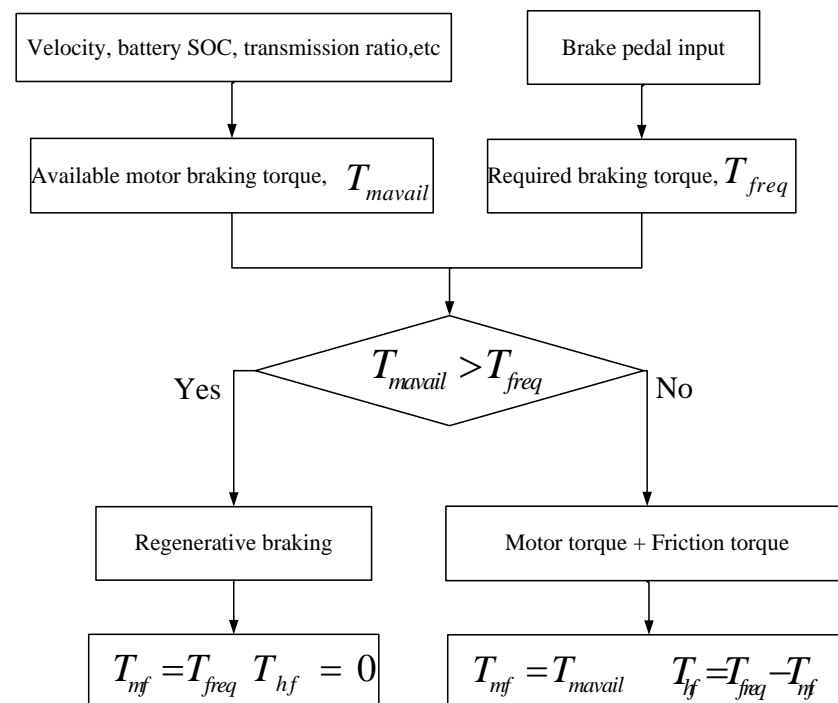 Velocity, battery SOC, transmission ratio,etc
Brake pedal input
Available motor braking torque, T_mavail
Required braking torque, T_freq
T_mavail > T_freq
Yes
No
Regenerative braking
Motor torque + Friction torque
T_mf = T_freq T_hf = 0
T_mf = T_mavail T_hf = T_freq − T_mf